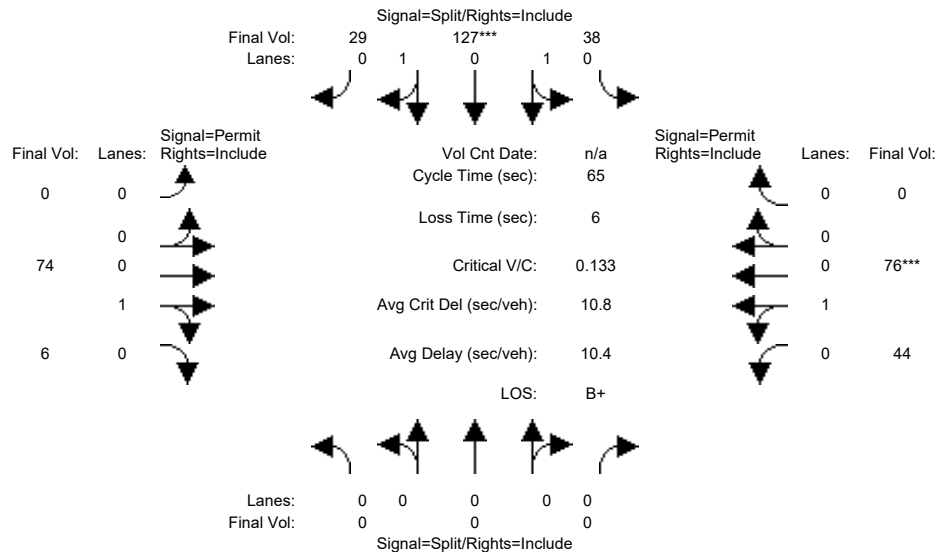 Signal=Split/Rights=Include
Final Vol: 29 127*** 38
Lanes: 0 1 0 1 0
Signal=Permit
Final Vol: Lanes: Rights=Include
Vol Cnt Date: n/a
Signal=Permit
Rights=Include Lanes: Final Vol:
0 0
Cycle Time (sec): 65
0 0
0
Loss Time (sec): 6
0
74 0
Critical V/C: 0.133
0 76***
1
Avg Crit Del (sec/veh): 10.8
1
6 0
Avg Delay (sec/veh): 10.4
0 44
LOS: B+
Lanes: 0 0 0 0 0
Final Vol: 0 0 0
Signal=Split/Rights=Include